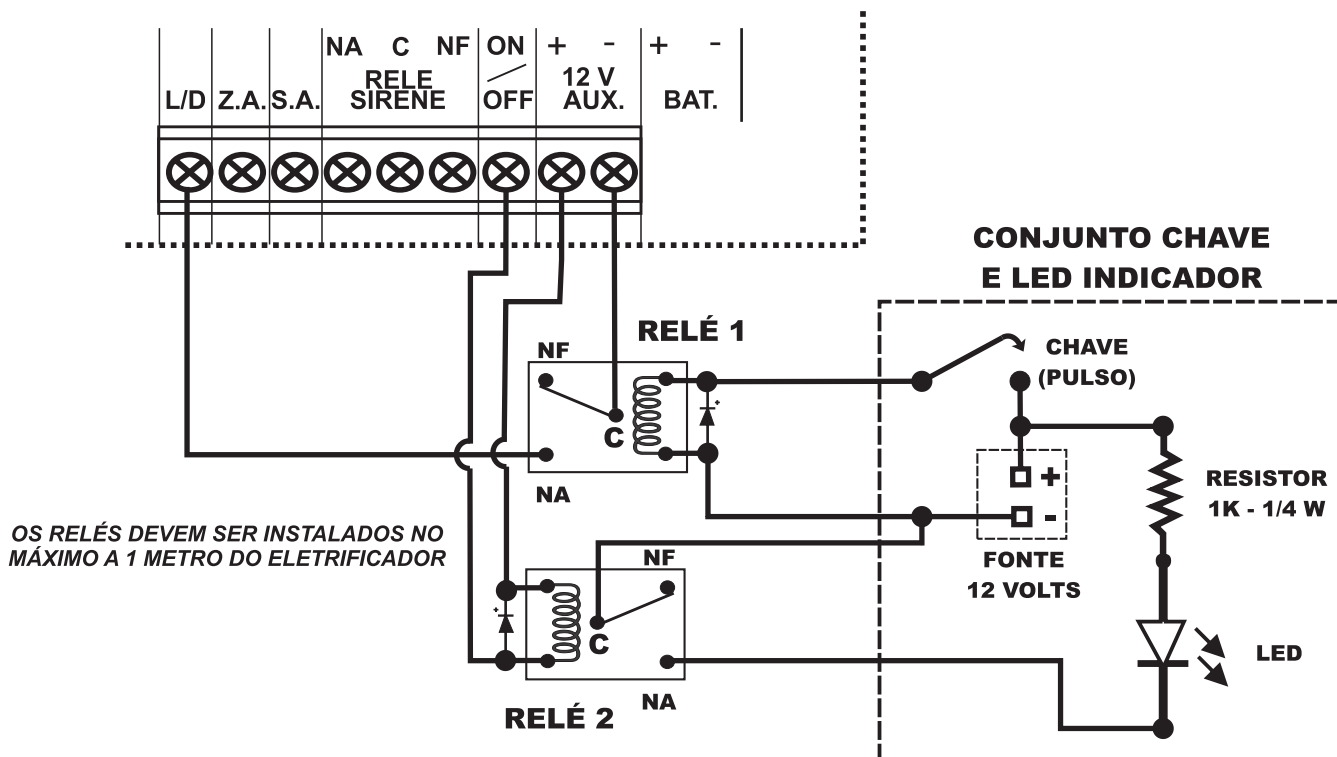 NA C NF ON + - + -
RELE 12 V
L/D Z.A. S.A. SIRENE OFF AUX. BAT.
CONJUNTO CHAVE
E LED INDICADOR
RELÉ 1
NF
CHAVE
(PULSO)
C
+
NA
RESISTOR
1K - 1/4 W
+
-
OS RELÉS DEVEM SER INSTALADOS NO
MÁXIMO A 1 METRO DO ELETRIFICADOR
NF
FONTE
12 VOLTS
+
C
LED
NA
RELÉ 2